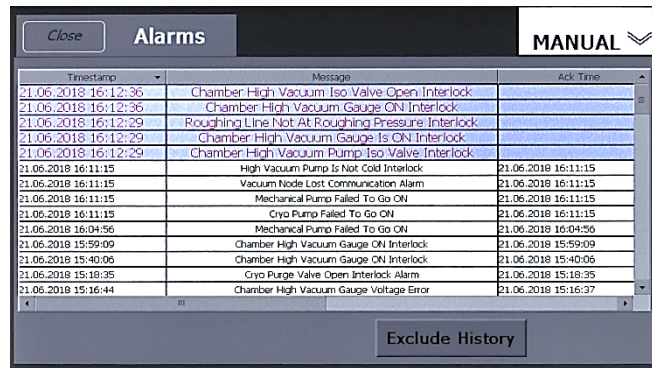 Close
Alarms
MANUAL
Timestamp Message Ack Time
21.06.2018 16:12:36 Chamber High Vacuum Iso Valve Open Interlock
21.06.2018 16:12:36 Chamber High Vacuum Gauge ON Interlock
21.06.2018 16:12:29 Roughing Line Not At Roughing Pressure Interlock
21.06.2018 16:12:29 Chamber High Vacuum Gauge Is ON Interlock
21.06.2018 16:12:29 Chamber High Vacuum Pump Iso Valve Interlock
21.06.2018 16:11:15 High Vacuum Pump Is Not Cold Interlock 21.06.2018 16:11:15
21.06.2018 16:11:15 Vacuum Node Lost Communication Alarm 21.06.2018 16:11:15
21.06.2018 16:11:15 Mechanical Pump Failed To Go ON 21.06.2018 16:11:15
21.06.2018 16:11:15 Cryo Pump Failed To Go ON 21.06.2018 16:11:15
21.06.2018 16:04:56 Mechanical Pump Failed To Go ON 21.06.2018 16:04:56
21.06.2018 15:59:09 Chamber High Vacuum Gauge ON Interlock 21.06.2018 15:59:09
21.06.2018 15:40:06 Chamber High Vacuum Gauge ON Interlock 21.06.2018 15:40:06
21.06.2018 15:18:35 Cryo Purge Valve Open Interlock Alarm 21.06.2018 15:18:35
21.06.2018 15:16:44 Chamber High Vacuum Gauge Voltage Error 21.06.2018 15:16:37
Exclude History